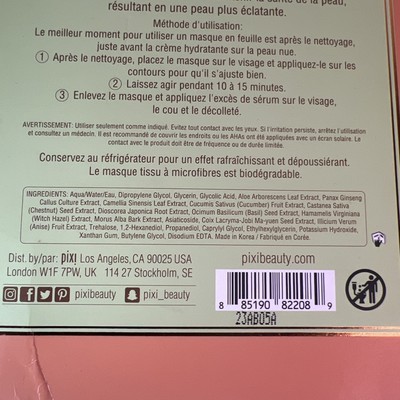 résultant en une peau plus éclatante.
Méthode d'utilisation:
Le meilleur moment pour utiliser un masque en feuille est après le nettoyage,
juste avant la crème hydratante sur la peau nue.
1 Après le nettoyage, placez le masque sur le visage et appliquez-le sur les
contours pour qu'il s'ajuste bien.
2 Laissez agir pendant 10 à 15 minutes.
3 Enlevez le masque et appliquez l'excès de sérum sur le visage,
le cou et le décolleté.
AVERTISSEMENT: Utiliser seulement comme indiqué. Evitez tout contact avec les yeux. Si l'irritation persiste, arrêtez l'utilisation
et consultez un médecin. Il est recommandé de couvrir les endroits ou les AHAs ont été appliquées avec un écran solaire. Le
contact avec le produit doit être de fréquence ou de durée limitée.
Conservez au réfrigérateur pour un effet rafraîchissant et dépoussiérant.
Le masque tissu à microfibres est biodégradable.
INGREDIENTS: Aqua/Water/Eau, Dipropylene Glycol, Glycerin, Glycolic Acid, Aloe Arborescens Leaf Extract, Panax Ginseng
Callus Culture Extract, Camellia Sinensis Leaf Extract, Cucumis Sativus (Cucumber) Fruit Extract, Castanea Sativa
(Chestnut) Seed Extract, Dioscorea Japonica Root Extract, Ocimum Basilicum (Basil) Seed Extract, Hamamelis Virginiana
(Witch Hazel) Extract, Morus Alba Bark Extract, Asiaticoside, Coix Lacryma-Jobi Ma-yuen Seed Extract, Illicium Verum
(Anise) Fruit Extract, Trehalose, 1,2-Hexanediol, Propanediol, Caprylyl Glycol, Ethylhexylglycerin, Potassium Hydroxide,
Xanthan Gum, Butylene Glycol, Disodium EDTA. Made in Korea / Fabriqué en Corée.
Dist. by/par: pixi Los Angeles, CA 90025 USA
London W1F 7PW, UK 114 27 Stockholm, SE
pixibeauty pixi_beauty
pixibeauty.com
8 85190 82208 9
23AB05A